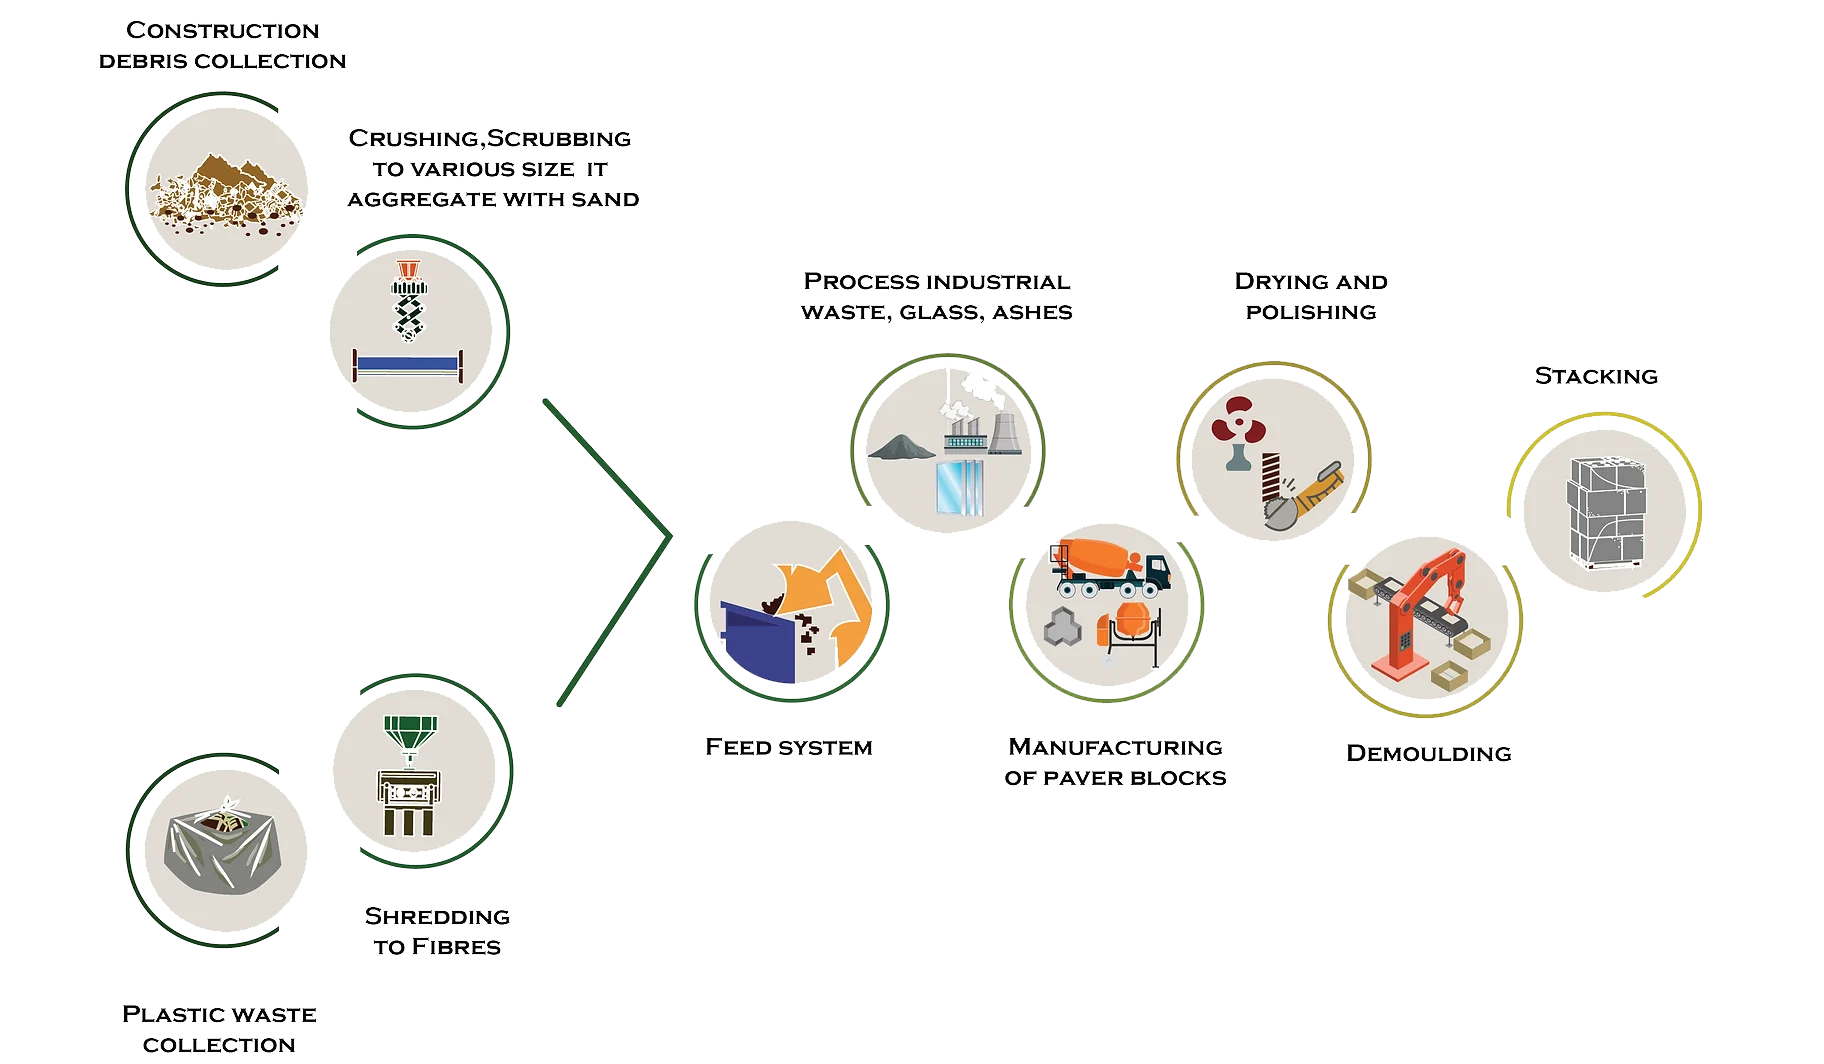 Construction
debris collection
Crushing,Scrubbing
to various size it
aggregate with sand
Process industrial
waste, glass, ashes
Drying and
polishing
Stacking
Feed system
Manufacturing
of paver blocks
Demoulding
Shredding
to Fibres
Plastic waste
collection